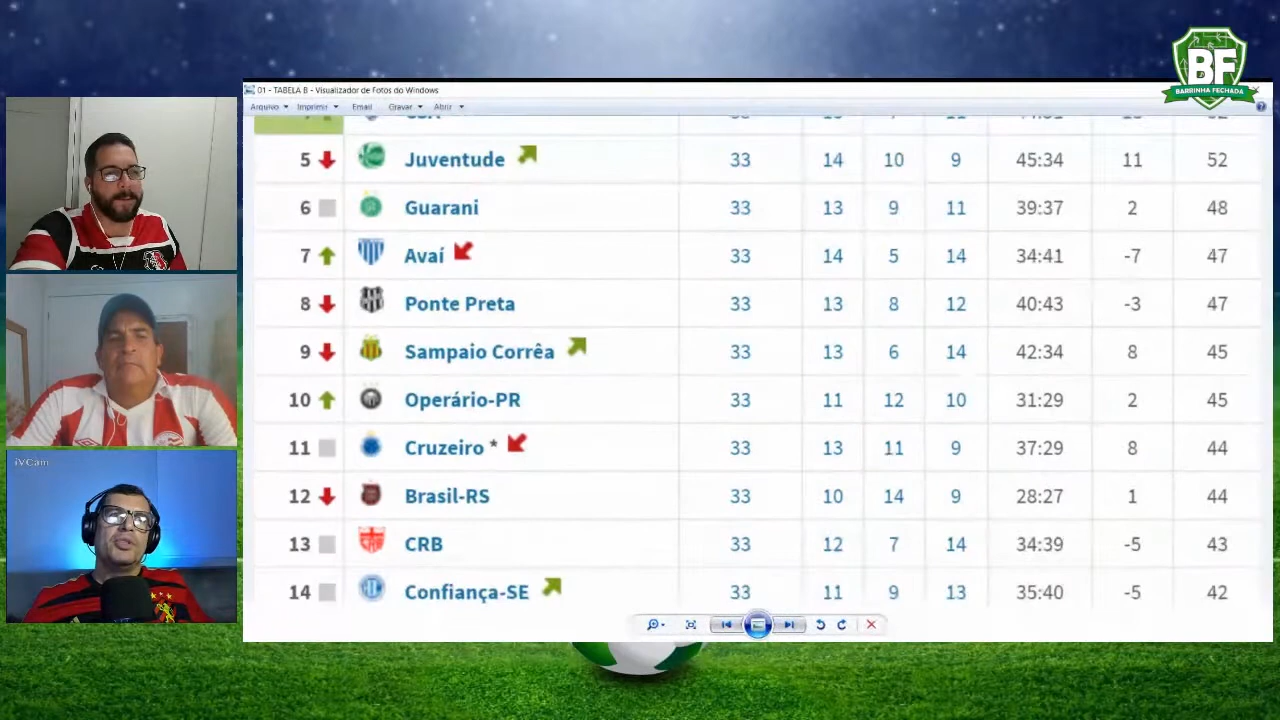 BF
BARRINHA FECHADA
01 - TABELA B - Visualizador de Fotos do Windows
Arquivo Imprimir Email Gravar Abrir
5 Juventude 33 14 10 9 45:34 11 52
6 Guarani 33 13 9 11 39:37 2 48
7 Avaí 33 14 5 14 34:41 -7 47
8 Ponte Preta 33 13 8 12 40:43 -3 47
9 Sampaio Corrêa 33 13 6 14 42:34 8 45
10 Operário-PR 33 11 12 10 31:29 2 45
11 Cruzeiro * 33 13 11 9 37:29 8 44
12 Brasil-RS 33 10 14 9 28:27 1 44
13 CRB 33 12 7 14 34:39 -5 43
14 Confiança-SE 33 11 9 13 35:40 -5 42
iVCam